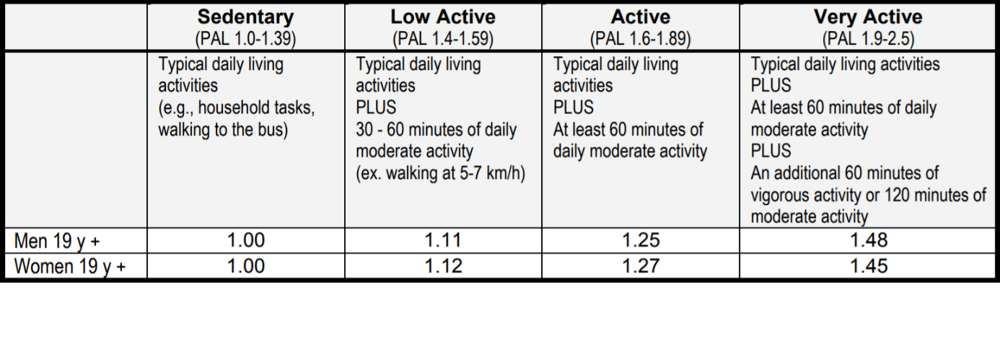 Sedentary Low Active Active Very Active
(PAL 1.0-1.39) (PAL 1.4-1.59) (PAL 1.6-1.89) (PAL 1.9-2.5)
Typical daily living
activities
(e.g., household tasks,
walking to the bus)
Typical daily living
activities
PLUS
30 - 60 minutes of daily
moderate activity
(ex. walking at 5-7 km/h)
Typical daily living
activities
PLUS
At least 60 minutes of
daily moderate activity
Typical daily living activities
PLUS
At least 60 minutes of daily
moderate activity
PLUS
An additional 60 minutes of
vigorous activity or 120 minutes of
moderate activity
Men 19 y + 1.00 1.11 1.25 1.48
Women 19 y + 1.00 1.12 1.27 1.45